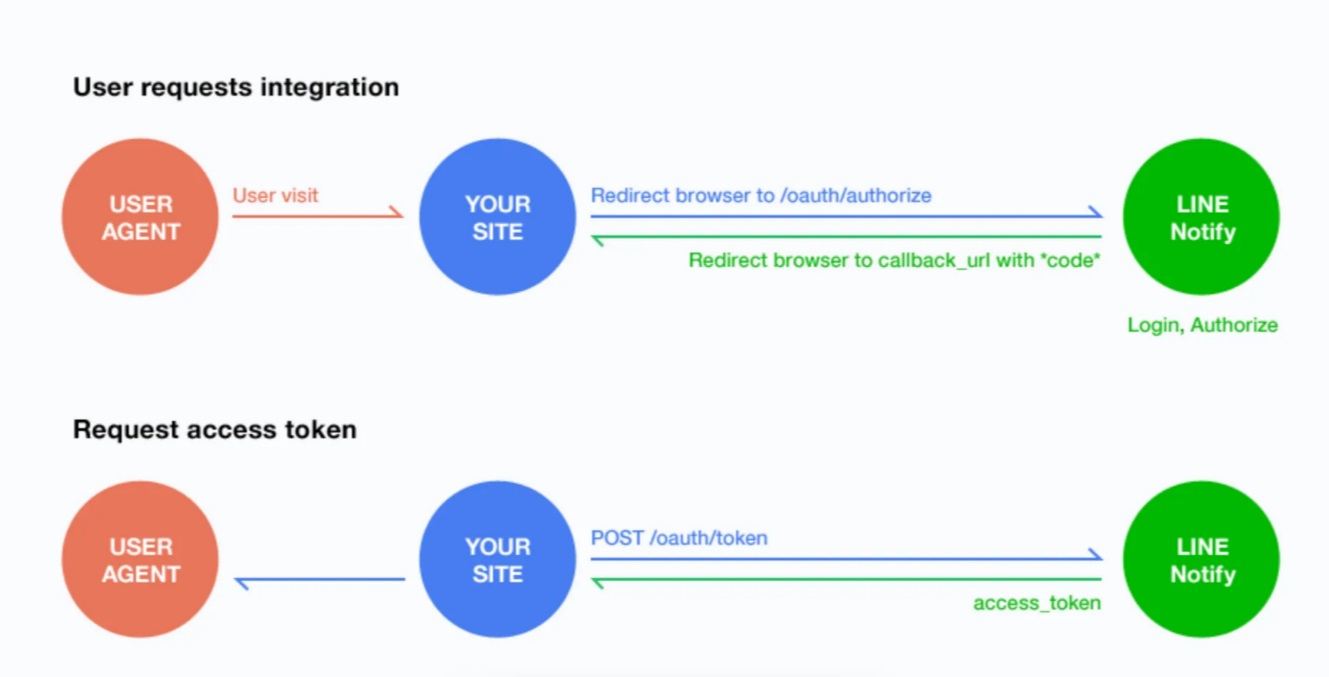 User requests integration
USER
AGENT
User visit
YOUR
SITE
Redirect browser to /oauth/authorize
Redirect browser to callback_url with *code*
LINE
Notify
Login, Authorize
Request access token
USER
AGENT
YOUR
SITE
POST /oauth/token
access_token
LINE
Notify